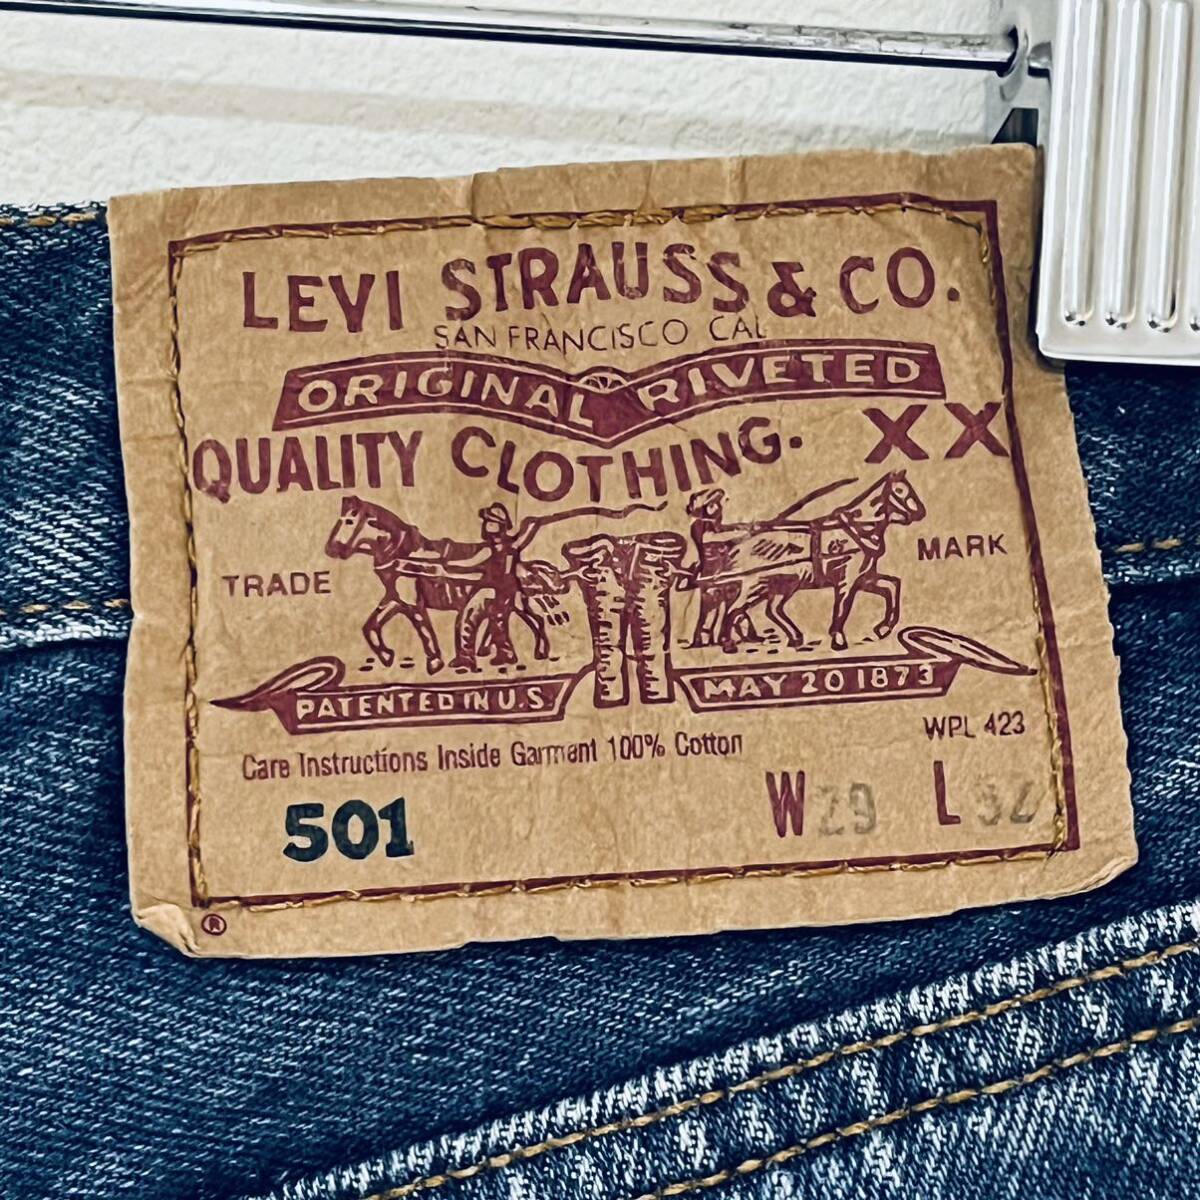 LEVI STRAUSS & CO.
SAN FRANCISCO CAL
ORIGINAL RIVETED
QUALITY CLOTHING. XX
TRADE MARK
PATENTED IN U.S. MAY 20 1873
WPL 423
Care Instructions Inside Garment 100% Cotton
501 W29 L32
®